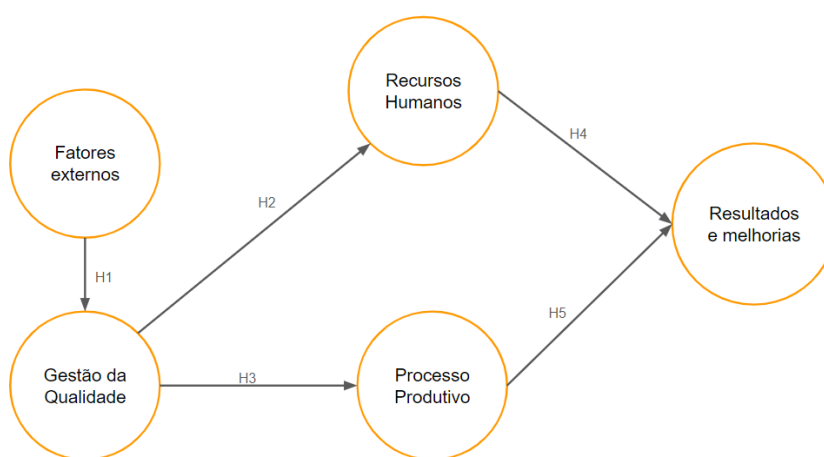 Recursos
Humanos
Fatores
externos
H4
H2
Resultados
e melhorias
H1
H5
Gestão da
Qualidade
H3
Processo
Produtivo